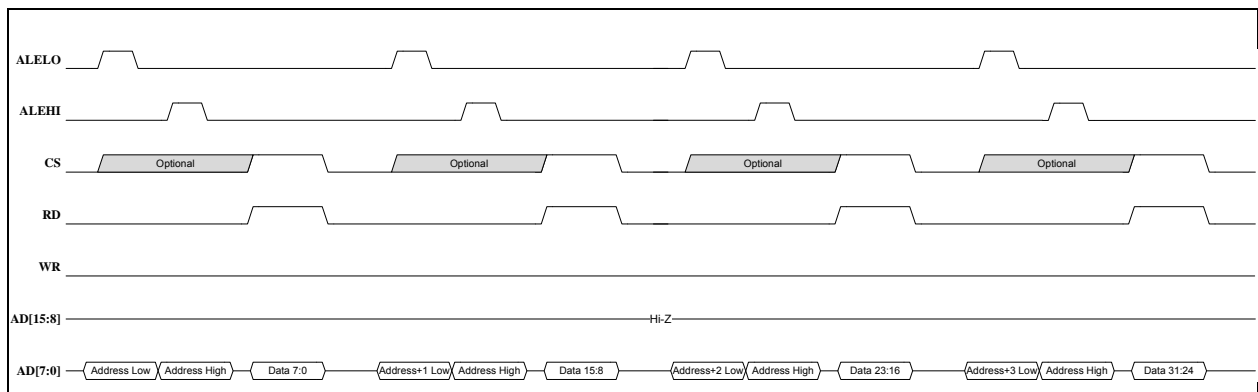 ALELO
ALEHI
CS Optional Optional Optional Optional
RD
WR
AD[15:8] Hi-Z
AD[7:0] Address Low Address High Data 7:0 Address+1 Low Address High Data 15:8 Address+2 Low Address High Data 23:16 Address+3 Low Address High Data 31:24